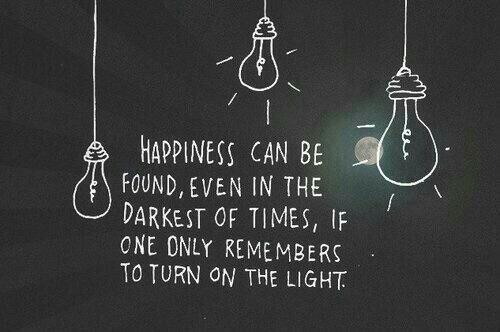 HAPPINESS CAN BE
FOUND, EVEN IN THE
DARKEST OF TIMES, IF
ONE ONLY REMEMBERS
TO TURN ON THE LIGHT.